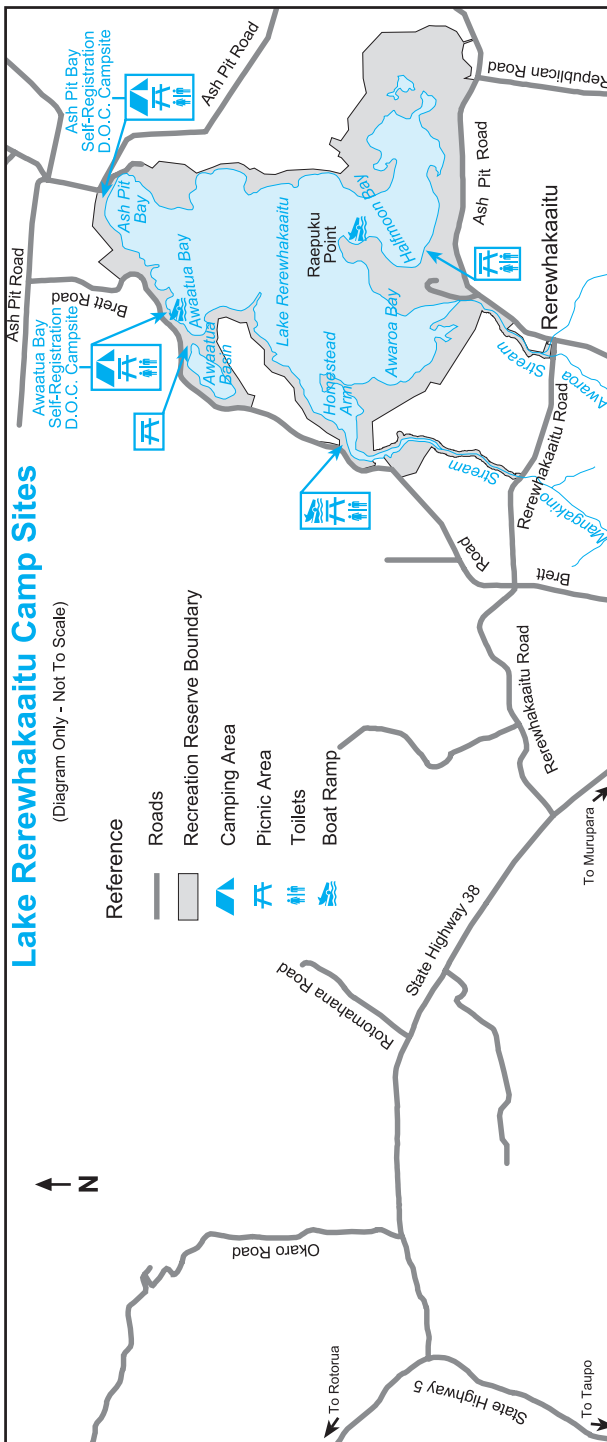 Lake Rerewhakaaitu Camp Sites
(Diagram Only - Not To Scale)
N
Reference
Roads
Recreation Reserve Boundary
Camping Area
Picnic Area
Toilets
Boat Ramp
To Rotorua
State Highway 5
To Taupo
Okaro Road
Rotomahana Road
State Highway 38
To Murupara
Rerewhakaaitu Road
Brett
Road
Rerewhakaaitu Road
Mangakino
Stream
Awaroa
Stream
Rerewhakaaitu
Ash Pit Road
Brett Road
Awaatua Bay
Self-Registration
D.O.C. Campsite
Ash Pit Bay
Self-Registration
D.O.C. Campsite
Ash Pit Road
Ash Pit
Bay
Awaatua Bay
Awaatua
Basin
Lake Rerewhakaaitu
Homestead
Arm
Raepuku
Point
Awaroa Bay
Halfmoon Bay
Ash Pit Road
Republican Road